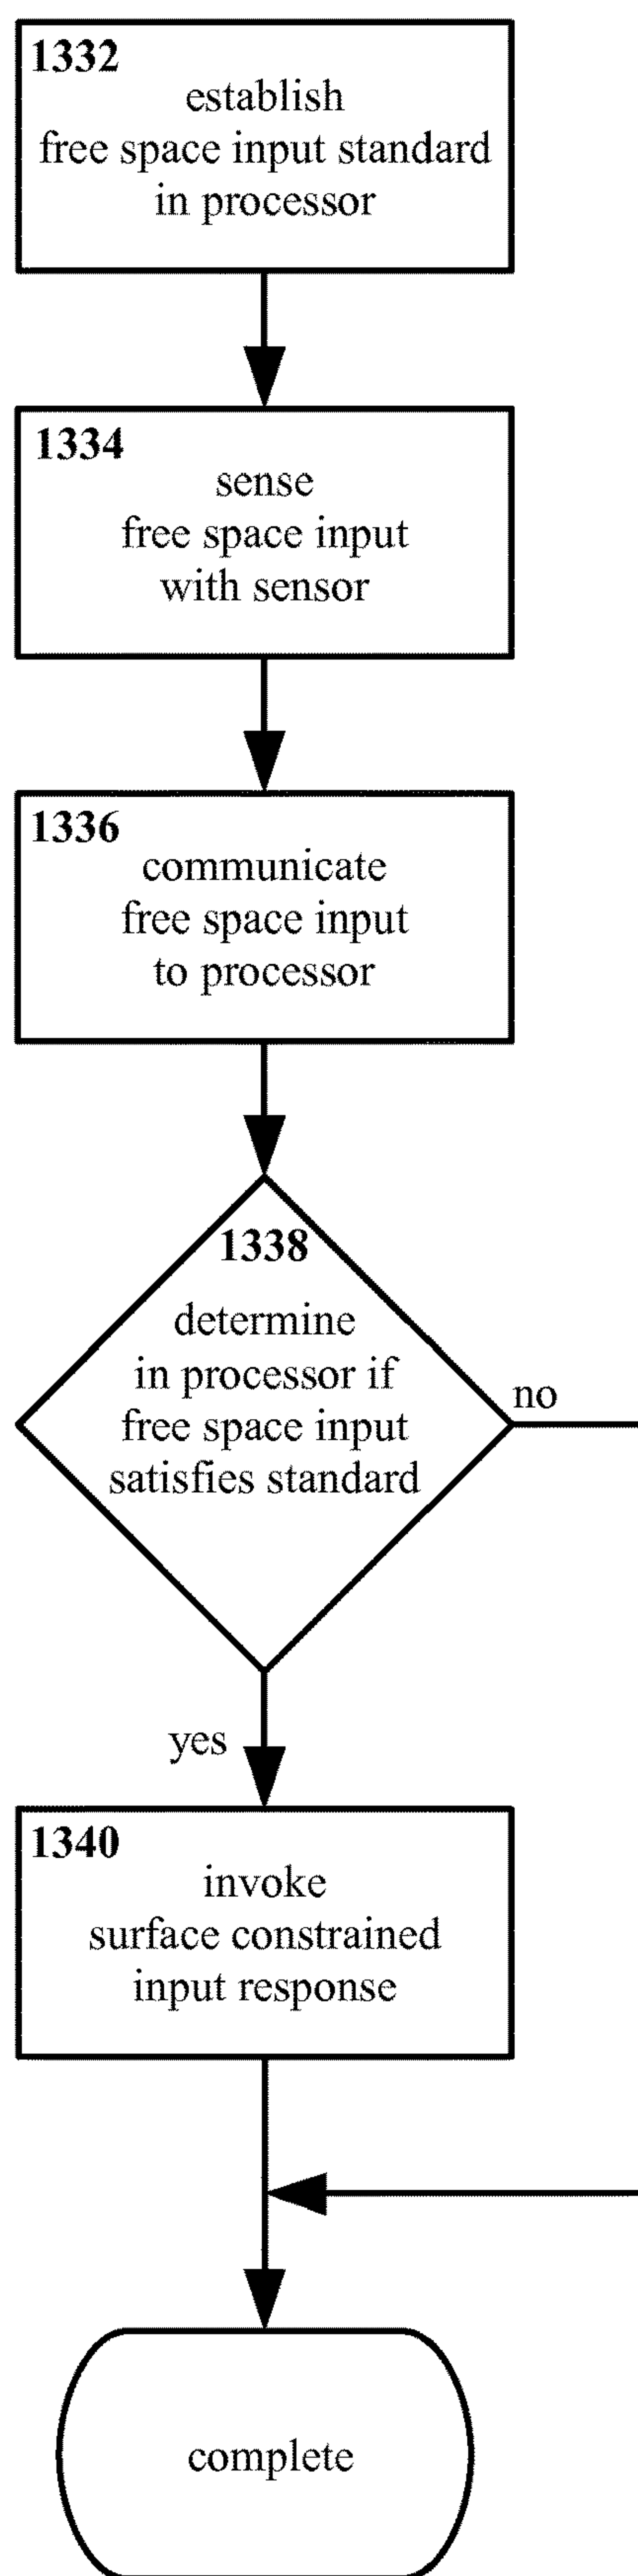 1332
establish
free space input standard
in processor
1334
sense
free space input
with sensor
1336
communicate
free space input
to processor
1338
determine
in processor if
free space input
satisfies standard
no
yes
1340
invoke
surface constrained
input response
complete